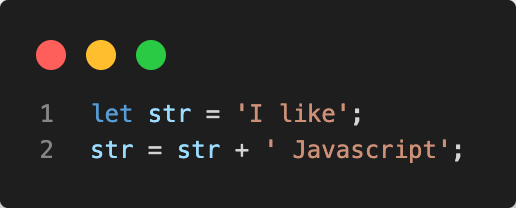 1 let str = 'I like';
2 str = str + ' Javascript';